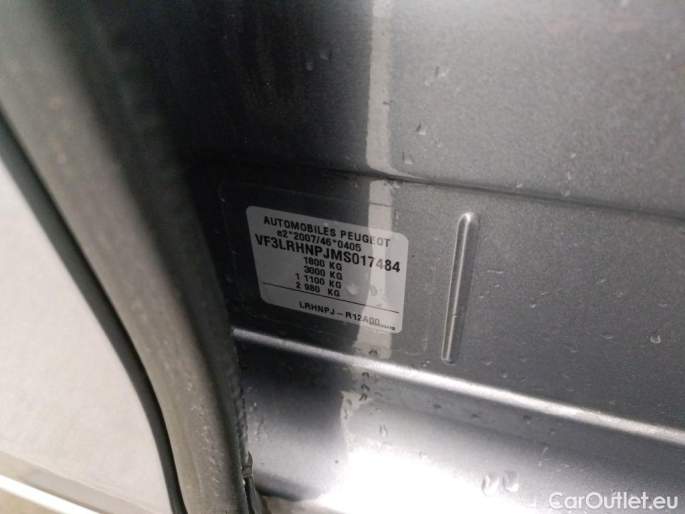 AUTOMOBILES PEUGEOT
e2*2007/46*0405
VF3LRHNPJMS017484
1800 KG
3000 KG
1 1100 KG
2 980 KG
LRHNPJ-R12A00
CarOutlet.eu